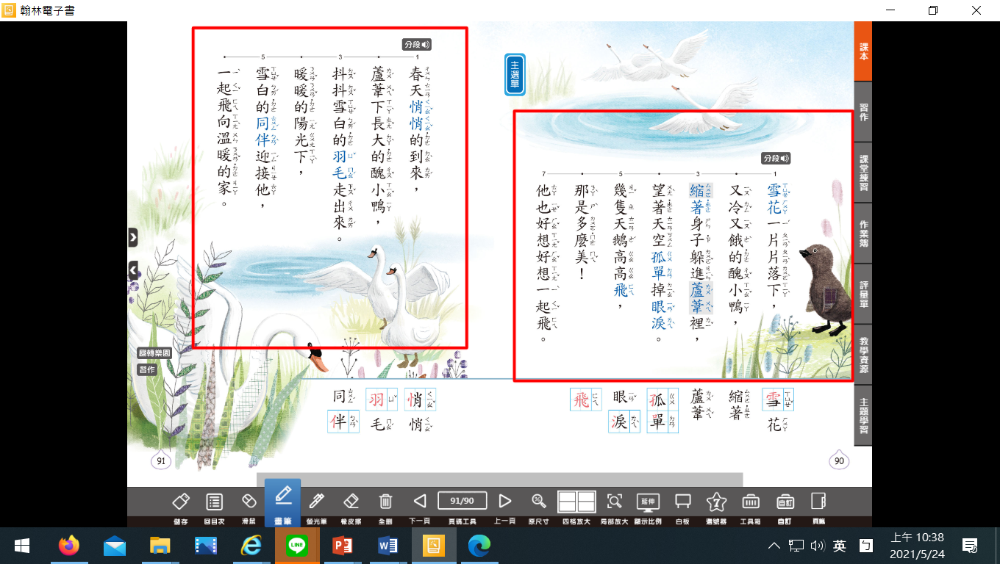 翰林電子書
主選單
分段
1
3
5
7
雪花一片片落下，
又冷又餓的醜小鴨，
縮著身子躲進蘆葦裡，
望著天空孤單掉眼淚。
幾隻天鵝高高飛，
那是多麼美！
他也好想好想一起飛。
雪花
縮著
蘆葦
孤單
眼淚
飛
90
分段
1
3
5
春天悄悄的到來，
蘆葦下長大的醜小鴨，
抖抖雪白的羽毛走出來。
暖暖的陽光下，
雪白的同伴迎接他，
一起飛向溫暖的家。
悄悄
羽毛
同伴
91
翻轉樂園
習作
課本
習作
課堂練習
作業簿
評量單
教學資源
主題學習
儲存
回目次
滑鼠
畫筆
螢光筆
橡皮擦
全刪
下一頁
91/90
頁碼工具
上一頁
原尺寸
四格放大
局部放大
延伸
顯示比例
白板
選號器
工具箱
自訂
自訂
頁籤
LINE
英
上午 10:38
2021/5/24